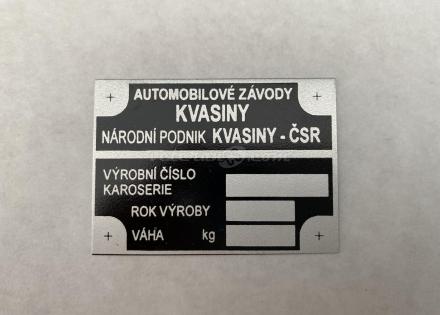 AUTOMOBILOVÉ ZÁVODY
KVASINY
NÁRODNÍ PODNIK KVASINY - ČSR
VÝROBNÍ ČÍSLO
KAROSERIE
ROK VÝROBY
VÁHA kg